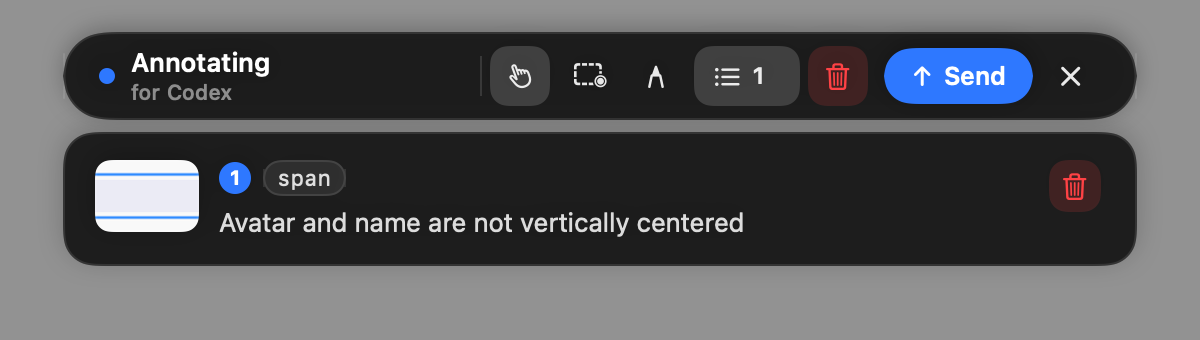 Annotating
for Codex
1
Send
1 span
Avatar and name are not vertically centered